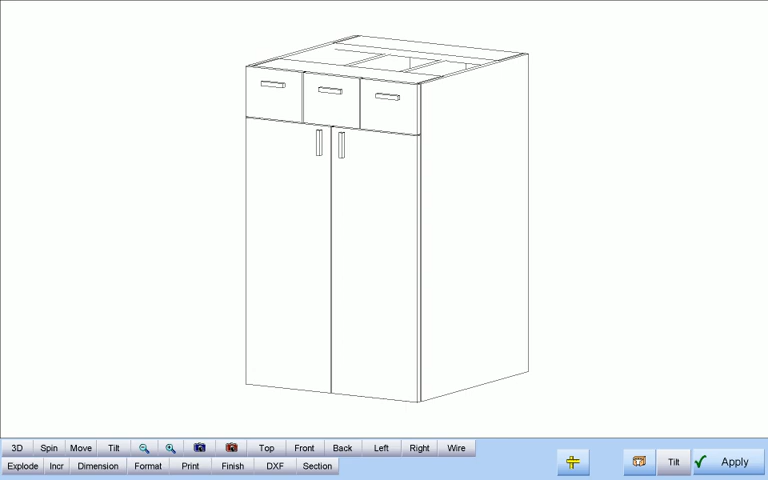 3D Spin Move Tilt Top Front Back Left Right Wire
Explode Incr Dimension Format Print Finish DXF Section
Tilt Apply